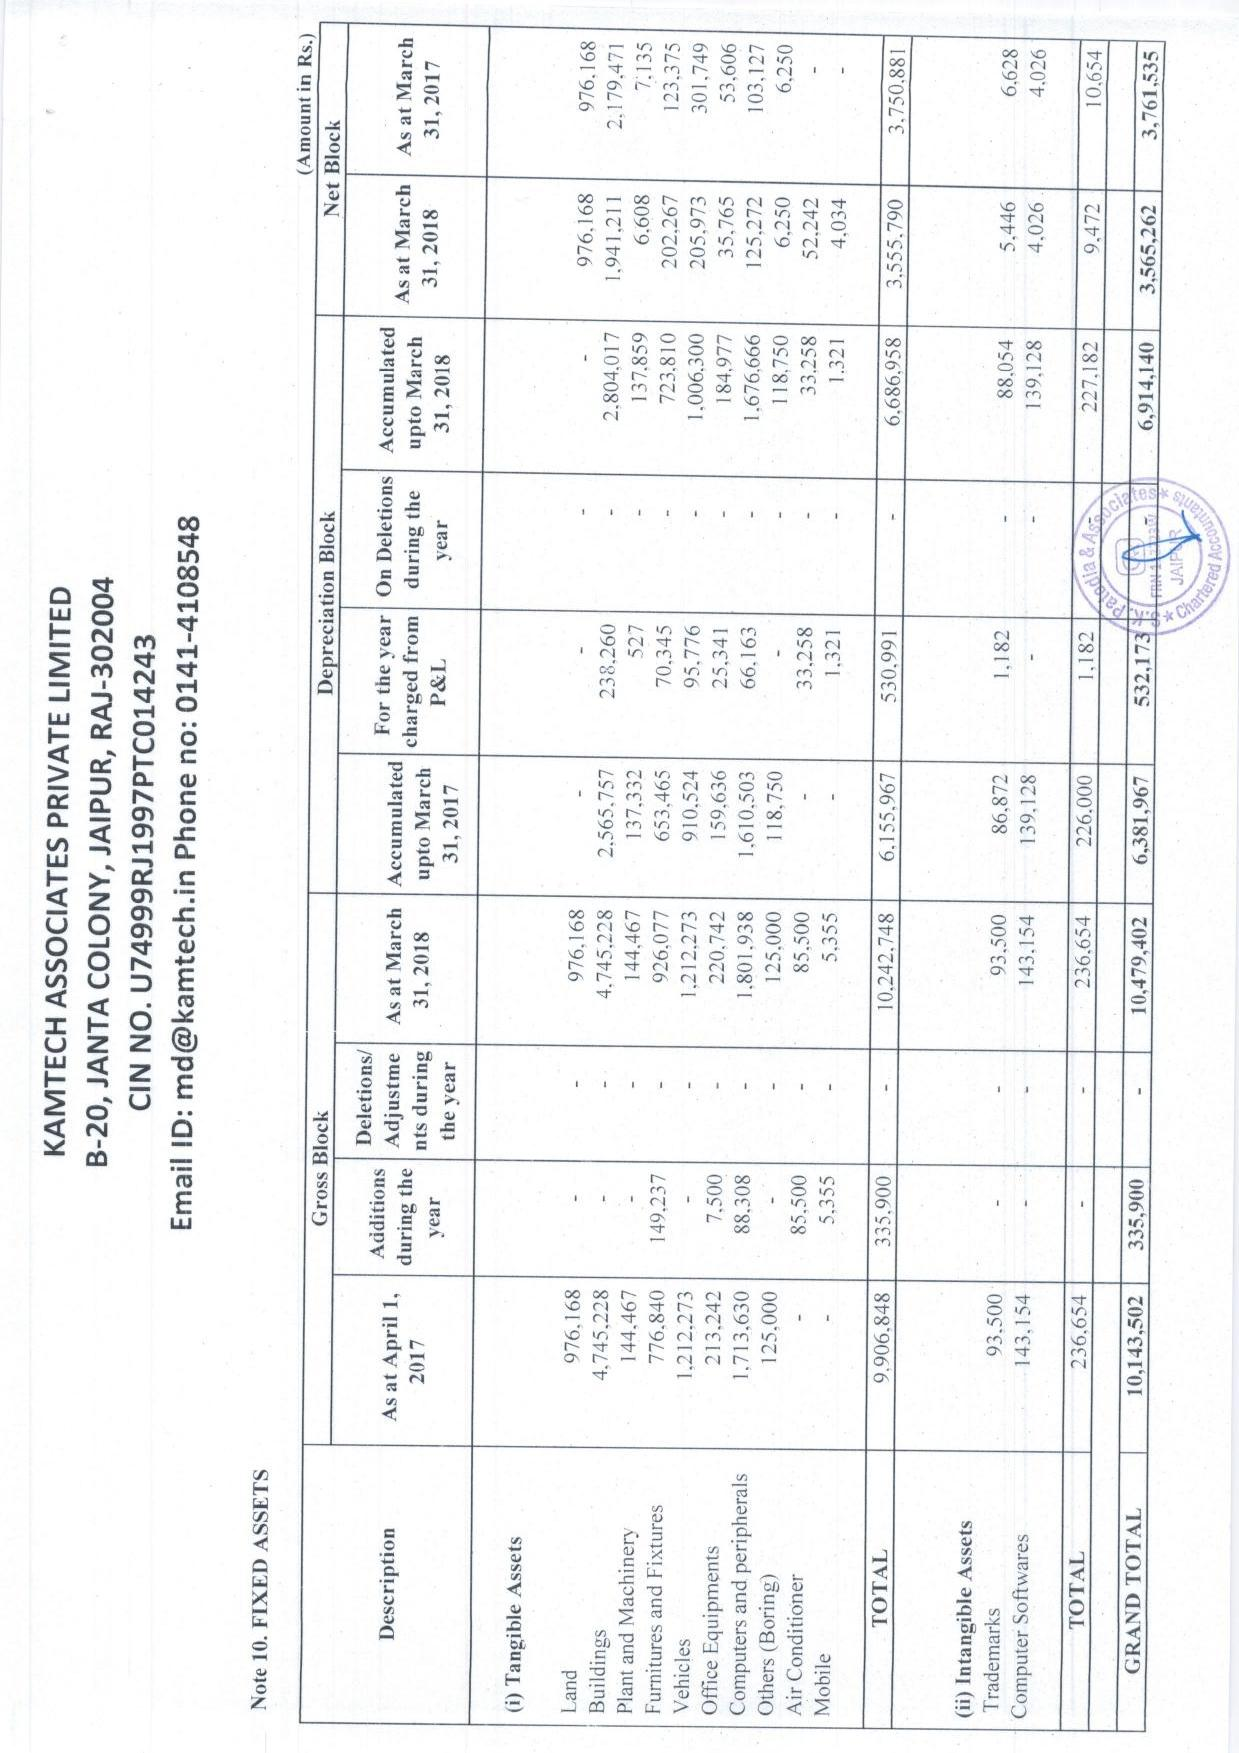 KAMTECH ASSOCIATES PRIVATE LIMITED
B-20, JANTA COLONY, JAIPUR, RAJ-302004
CIN NO. U74999RJ1997PTC014243
Email ID: md@kamtech.in Phone no: 0141-4108548
Note 10. FIXED ASSETS
(Amount in Rs.)
Description Gross Block Depreciation Block Net Block
As at April 1, 2017 Additions during the year Deletions/ Adjustme nts during the year As at March 31, 2018 Accumulated upto March 31, 2017 For the year charged from P&L On Deletions during the year Accumulated upto March 31, 2018 As at March 31, 2018 As at March 31, 2017
(i) Tangible Assets
Land 976,168 - - 976,168 - - - - 976,168 976,168
Buildings 4,745,228 - - 4,745,228 2,565,757 238,260 - 2,804,017 1,941,211 2,179,471
Plant and Machinery 144,467 - - 144,467 137,332 527 - 137,859 6,608 7,135
Furnitures and Fixtures 776,840 149,237 - 926,077 653,465 70,345 - 723,810 202,267 123,375
Vehicles 1,212,273 - - 1,212,273 910,524 95,776 - 1,006,300 205,973 301,749
Office Equipments 213,242 7,500 - 220,742 159,636 25,341 - 184,977 35,765 53,606
Computers and peripherals 1,713,630 88,308 - 1,801,938 1,610,503 66,163 - 1,676,666 125,272 103,127
Others (Boring) 125,000 - - 125,000 118,750 - - 118,750 6,250 6,250
Air Conditioner - 85,500 - 85,500 - 33,258 - 33,258 52,242 -
Mobile - 5,355 - 5,355 - 1,321 - 1,321 4,034 -
TOTAL 9,906,848 335,900 - 10,242,748 6,155,967 530,991 - 6,686,958 3,555,790 3,750,881
(ii) Intangible Assets
Trademarks 93,500 - - 93,500 86,872 1,182 - 88,054 5,446 6,628
Computer Softwares 143,154 - - 143,154 139,128 - - 139,128 4,026 4,026
TOTAL 236,654 - - 236,654 226,000 1,182 - 227,182 9,472 10,654
GRAND TOTAL 10,143,502 335,900 - 10,479,402 6,381,967 532,173 - 6,914,140 3,565,262 3,761,535
S.K. Patodia & Associates
JAIPUR
Chartered Accountants